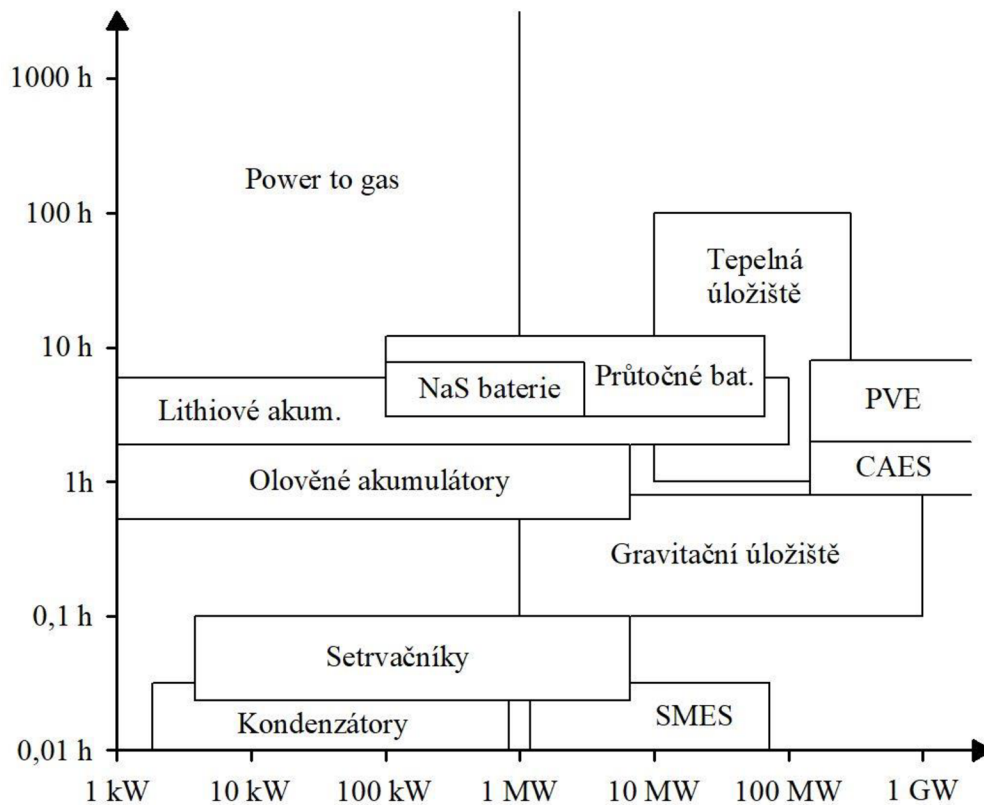 1000 h
Power to gas
100 h
Tepelná
úložiště
10 h
Průtočné bat.
NaS baterie
PVE
Lithiové akum.
CAES
Olověné akumulátory
1h
Gravitační úložiště
0,1 h
Setrvačníky
SMES
Kondenzátory
0,01 h
1 kW 10 kW 100 kW 1 MW 10 MW 100 MW 1 GW